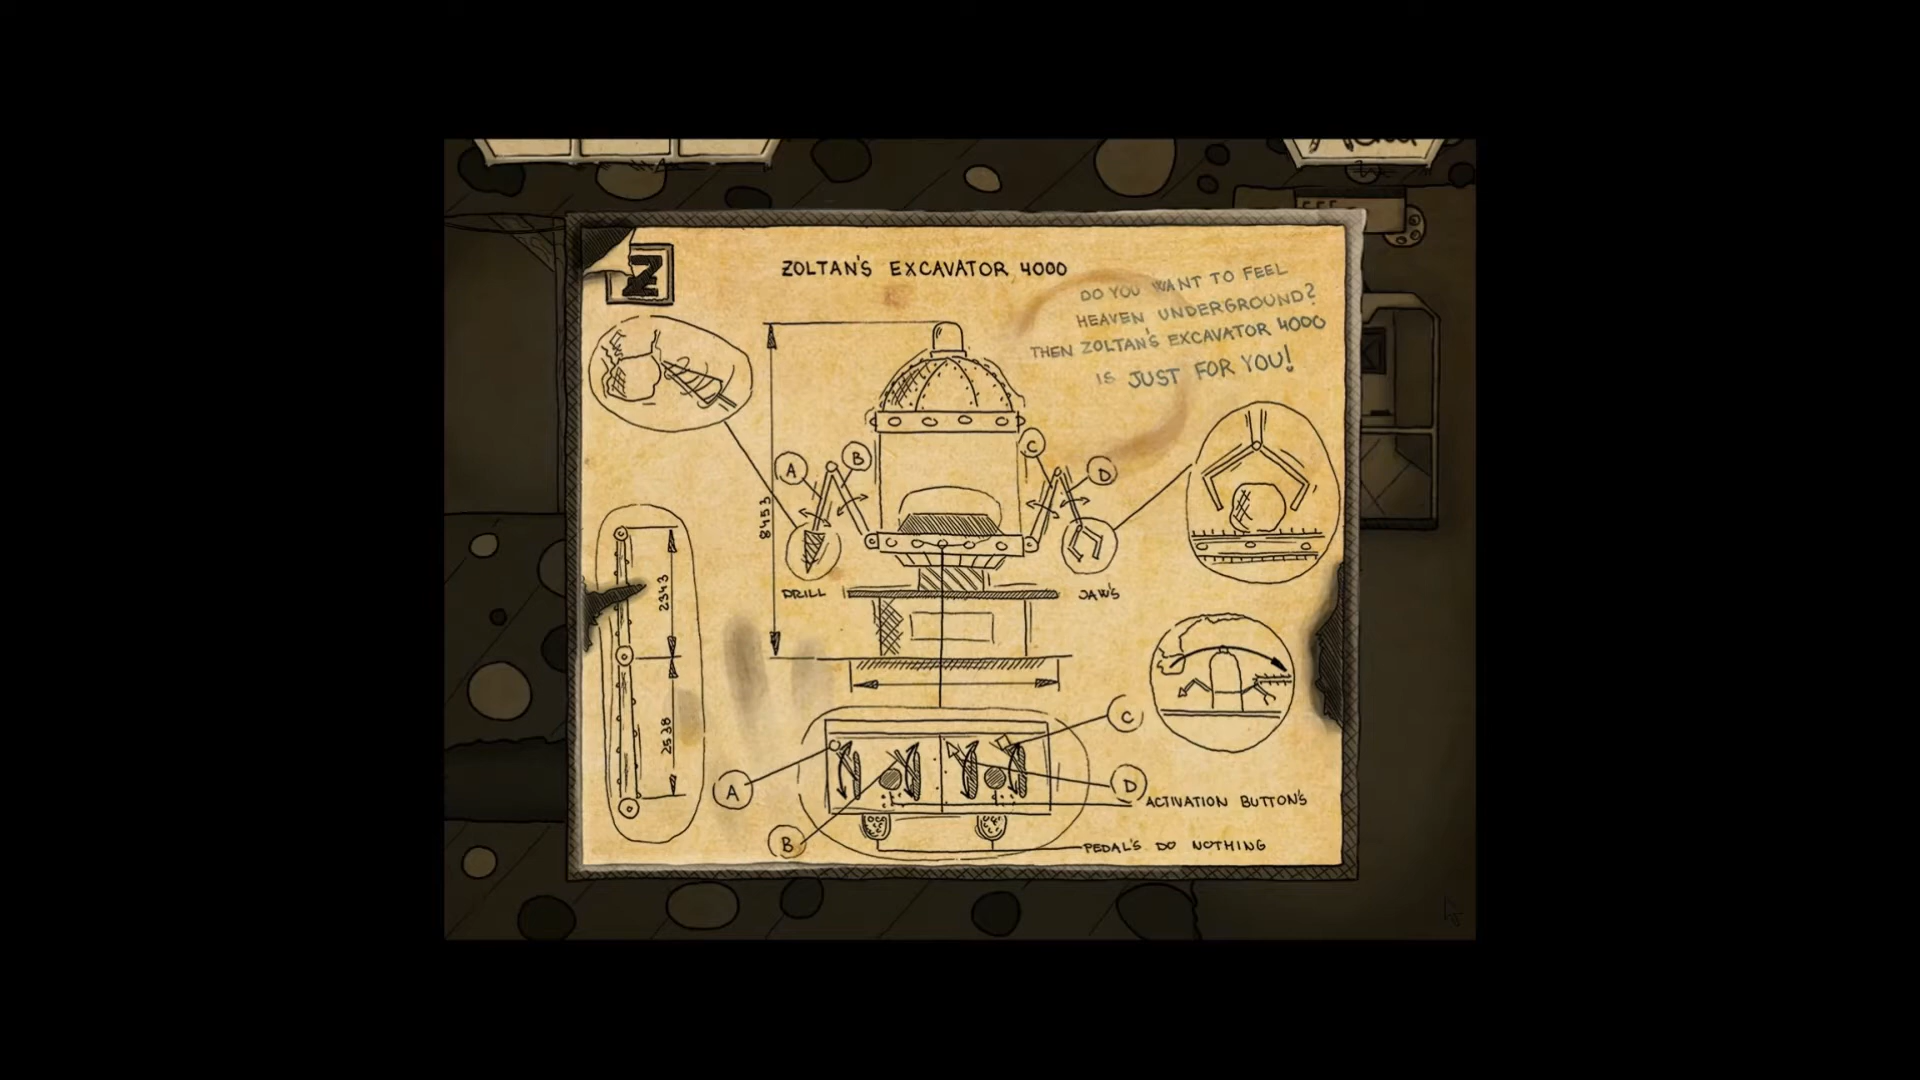 Z
ZOLTAN'S EXCAVATOR 4000
DO YOU WANT TO FEEL
HEAVEN UNDERGROUND?
THEN ZOLTAN'S EXCAVATOR 4000
IS JUST FOR YOU!
A
B
C
D
8453
DRILL
JAW'S
2343
2538
A
B
C
D
ACTIVATION BUTTON'S
PEDAL'S DO NOTHING